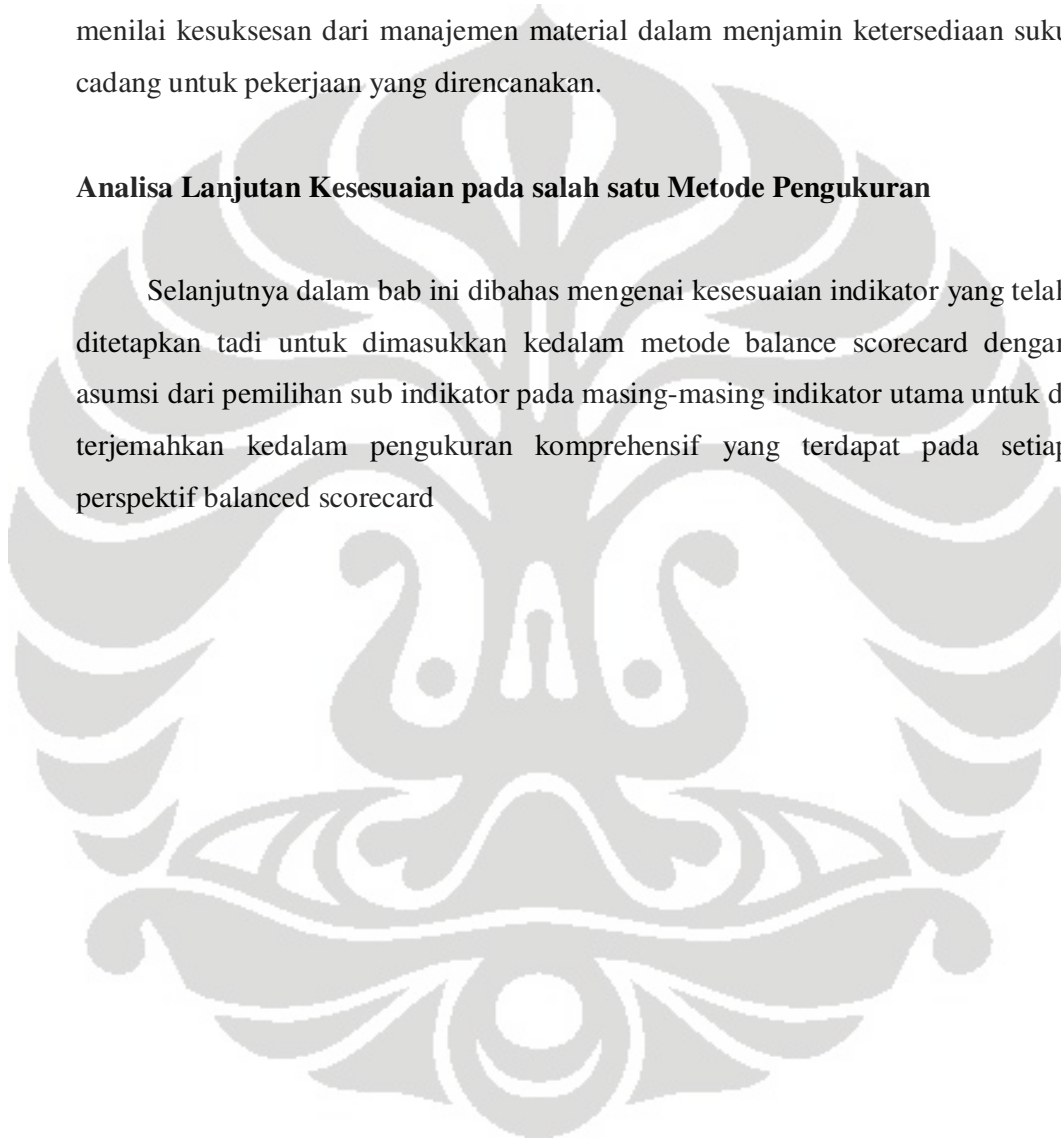 menilai kesuksesan dari manajemen material dalam menjamin ketersediaan suku
cadang untuk pekerjaan yang direncanakan.
Analisa Lanjutan Kesesuaian pada salah satu Metode Pengukuran
Selanjutnya dalam bab ini dibahas mengenai kesesuaian indikator yang telah
ditetapkan tadi untuk dimasukkan kedalam metode balance scorecard dengan
asumsi dari pemilihan sub indikator pada masing-masing indikator utama untuk di
terjemahkan kedalam pengukuran komprehensif yang terdapat pada setiap
perspektif balanced scorecard